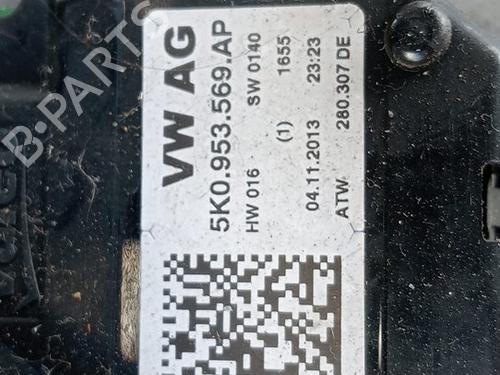 VW AG
5K0.953.569.AP
HW 016 SW 0140
(1) 1655
04.11.2013 23:23
ATW 280.307 DE
B-PARTS